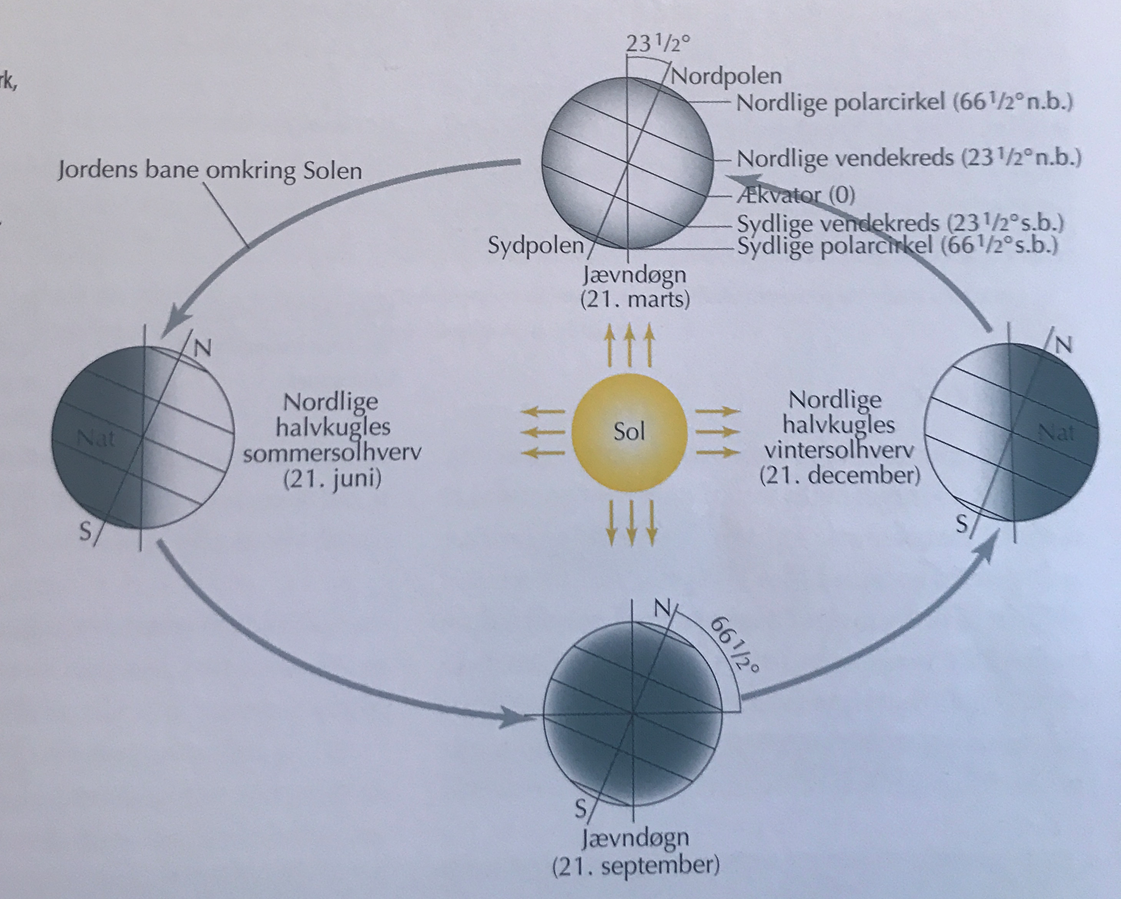 rk,
23 1/2°
Nordpolen
Nordlige polarcirkel (66 1/2° n.b.)
Nordlige vendekreds (23 1/2° n.b.)
Ækvator (0)
Sydlige vendekreds (23 1/2° s.b.)
Sydlige polarcirkel (66 1/2° s.b.)
Sydpolen
Jævndøgn
(21. marts)
Jordens bane omkring Solen
N
Nat
S
Nordlige
halvkugles
sommersolhverv
(21. juni)
Sol
Nordlige
halvkugles
vintersolhverv
(21. december)
N
Nat
S
N
66 1/2°
S
Jævndøgn
(21. september)